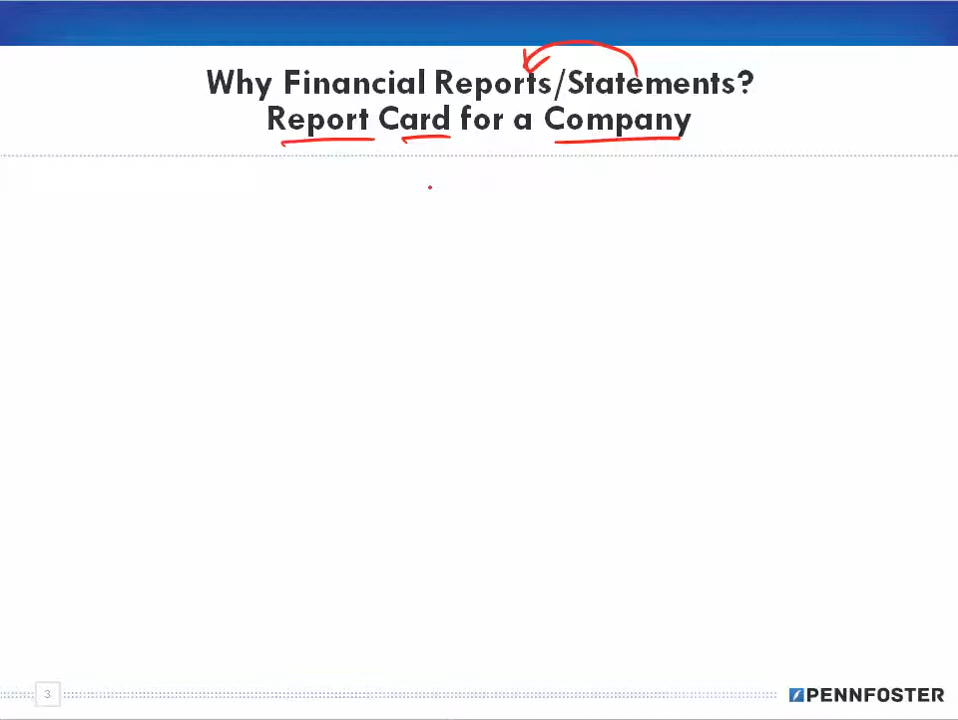 Why Financial Reports/Statements?
Report Card for a Company
3
PENNFOSTER